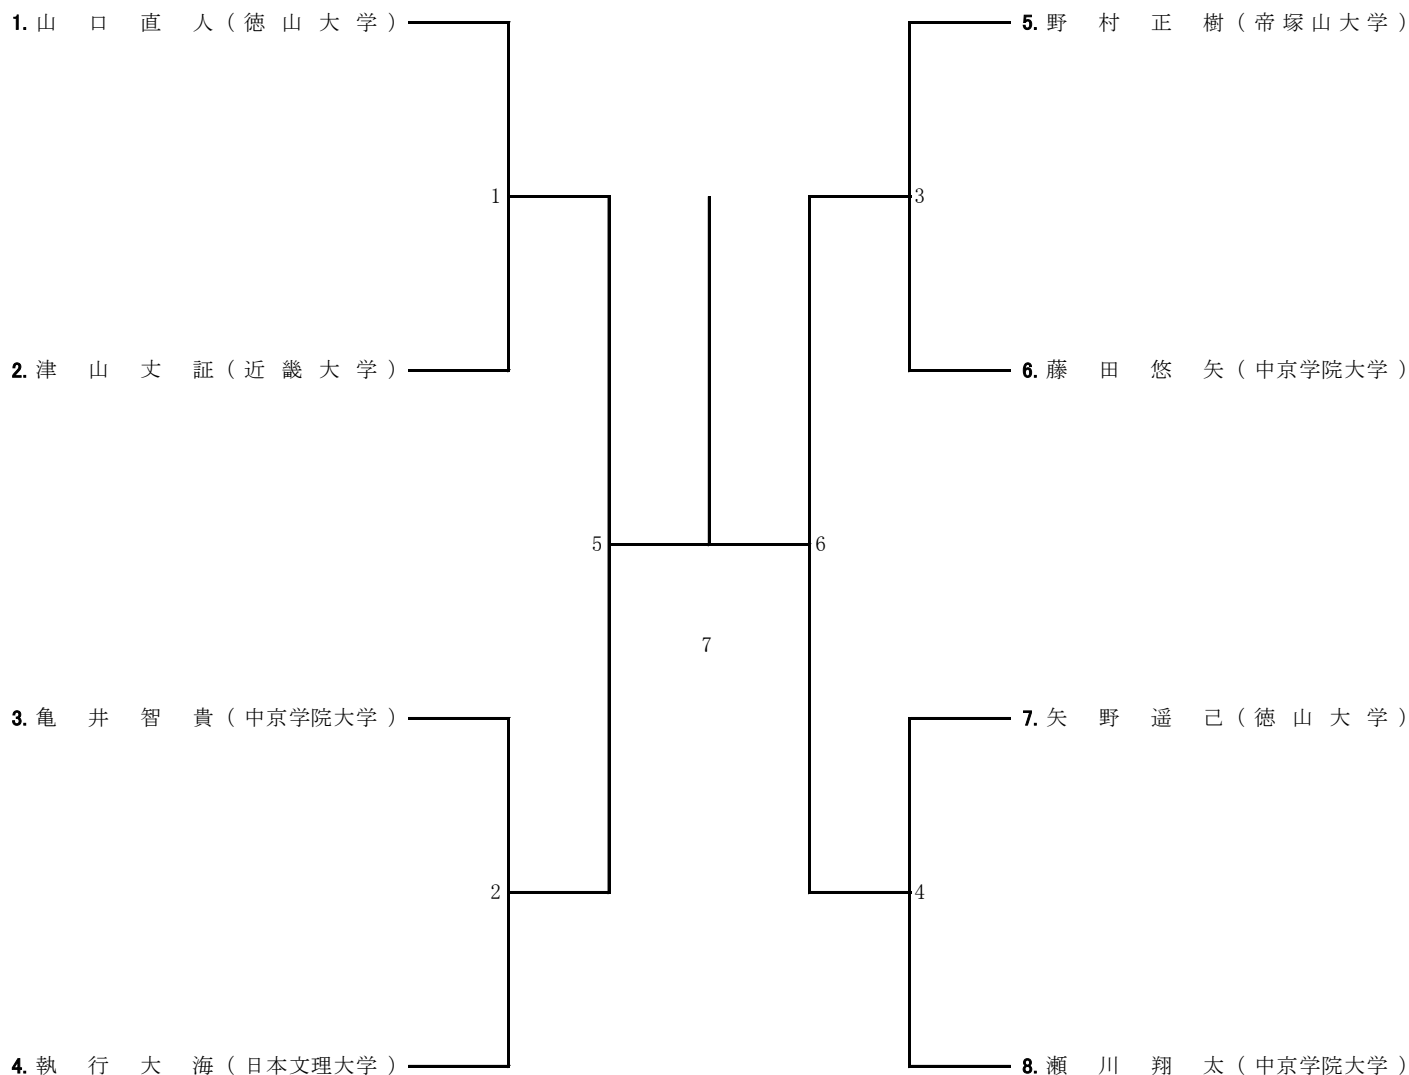 1. 山口直人(徳山大学)
5. 野村正樹(帝塚山大学)
1
3
2. 津山丈証(近畿大学)
6. 藤田悠矢(中京学院大学)
5
6
7
3. 亀井智貴(中京学院大学)
7. 矢野遥己(徳山大学)
2
4
4. 執行大海(日本文理大学)
8. 瀬川翔太(中京学院大学)